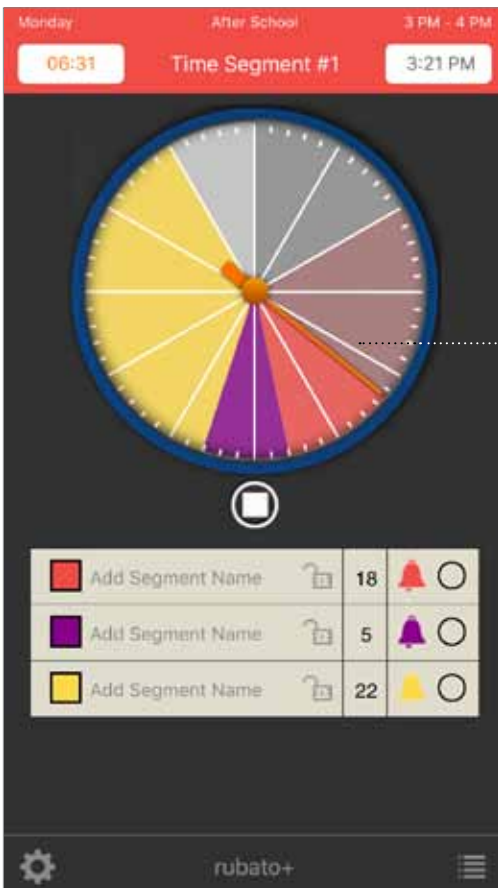 Monday After School 3 PM - 4 PM
06:31 Time Segment #1 3:21 PM
Add Segment Name 18
Add Segment Name 5
Add Segment Name 22
rubato+